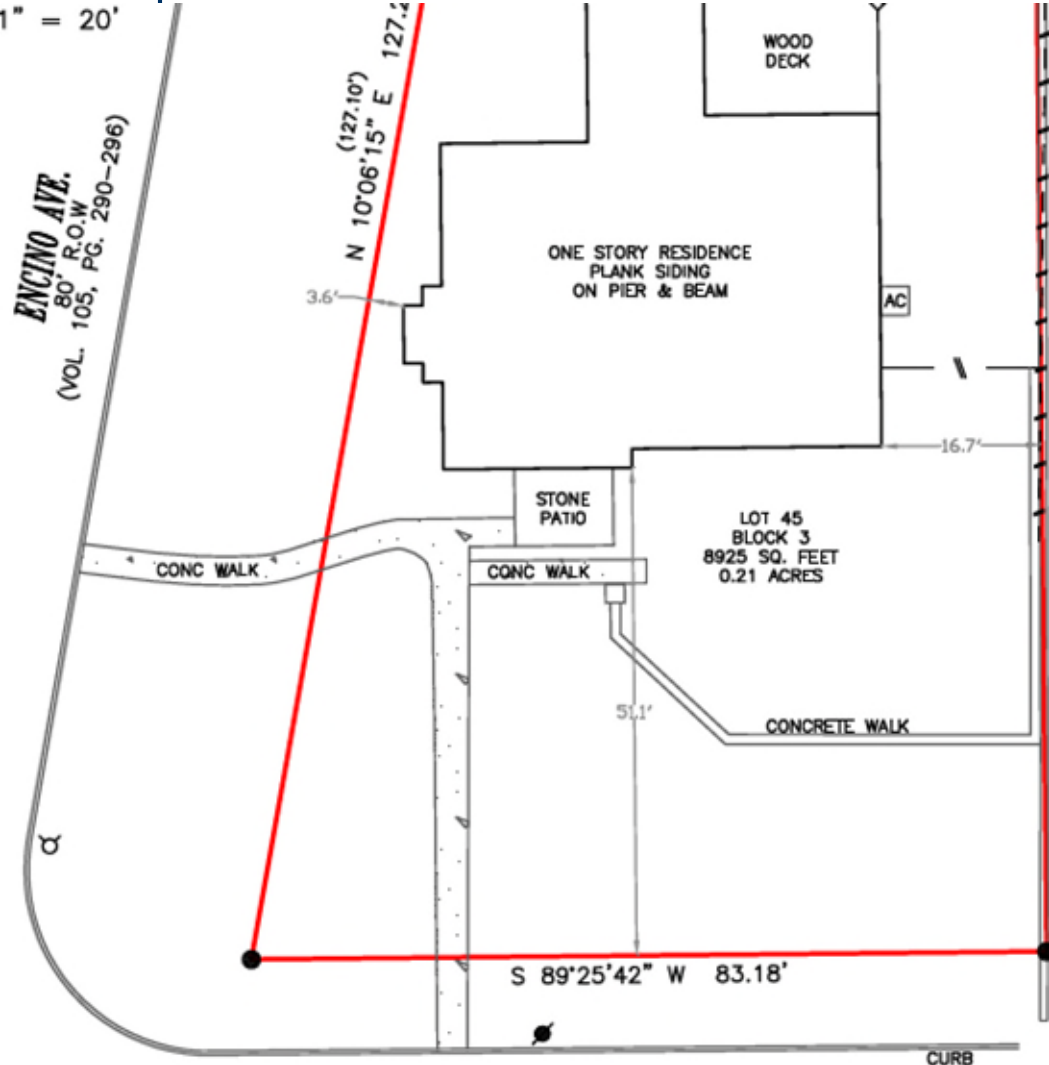 1" = 20'
WOOD
DECK
(127.10')
N 10°06'15" E 127.2
ENCINO AVE.
80' R.O.W
(VOL. 105, PG. 290-296)
ONE STORY RESIDENCE
PLANK SIDING
ON PIER & BEAM
3.6'
AC
16.7'
STONE
PATIO
LOT 45
BLOCK 3
8925 SQ. FEET
0.21 ACRES
CONC WALK
CONC WALK
51.1'
CONCRETE WALK
S 89°25'42" W 83.18'
CURB